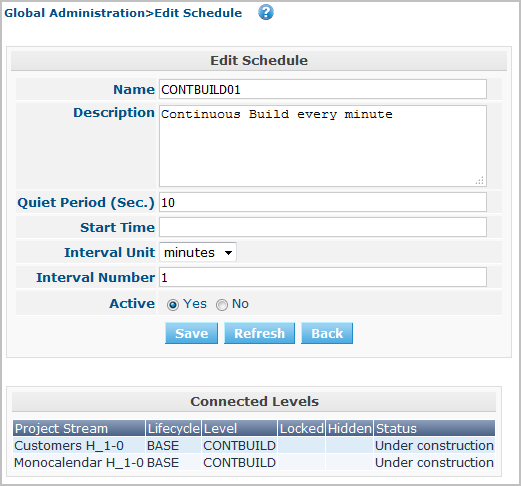 Global Administration>Edit Schedule ?
Edit Schedule
Name CONTBUILD01
Description Continuous Build every minute
Quiet Period (Sec.) 10
Start Time
Interval Unit minutes
Interval Number 1
Active Yes No
Save Refresh Back
Connected Levels
Project Stream Lifecycle Level Locked Hidden Status
Customers H_1-0 BASE CONTBUILD Under construction
Monocalendar H_1-0 BASE CONTBUILD Under construction